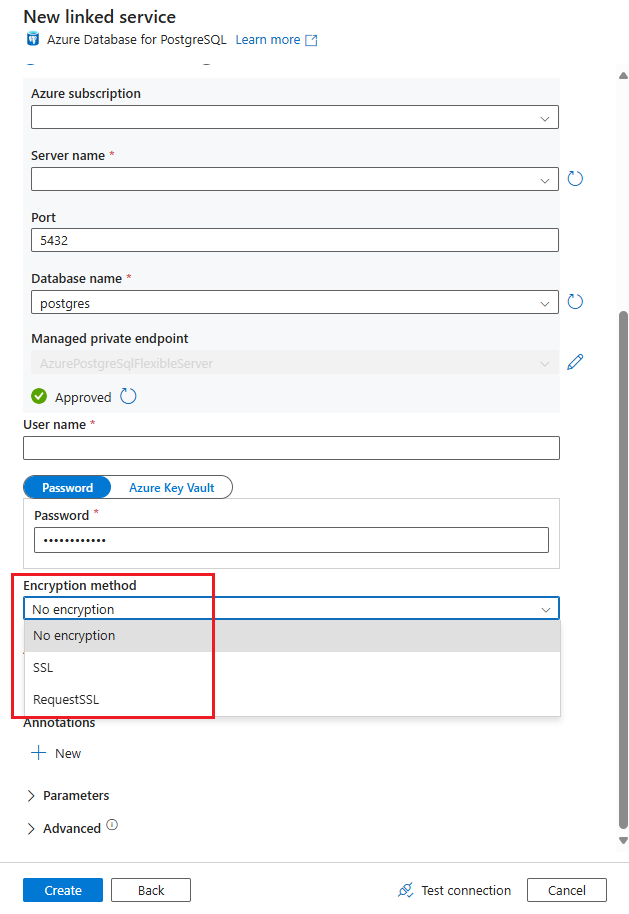 New linked service
Azure Database for PostgreSQL Learn more
Azure subscription
Server name *
Port
5432
Database name *
postgres
Managed private endpoint
AzurePostgreSqlFlexibleServer
Approved
User name *
Password Azure Key Vault
Password *
••••••••••••
Encryption method
No encryption
No encryption
SSL
RequestSSL
Annotations
New
Parameters
Advanced
Create Back Test connection Cancel